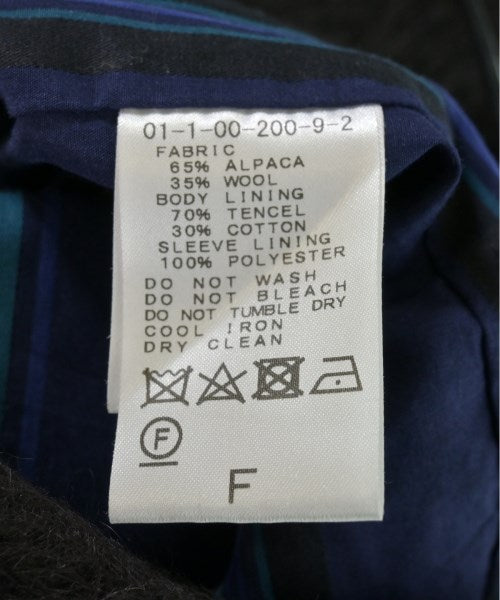 01-1-00-200-9-2
FABRIC
65% ALPACA
35% WOOL
BODY LINING
70% TENCEL
30% COTTON
SLEEVE LINING
100% POLYESTER
DO NOT WASH
DO NOT BLEACH
DO NOT TUMBLE DRY
COOL IRON
DRY CLEAN
F
F